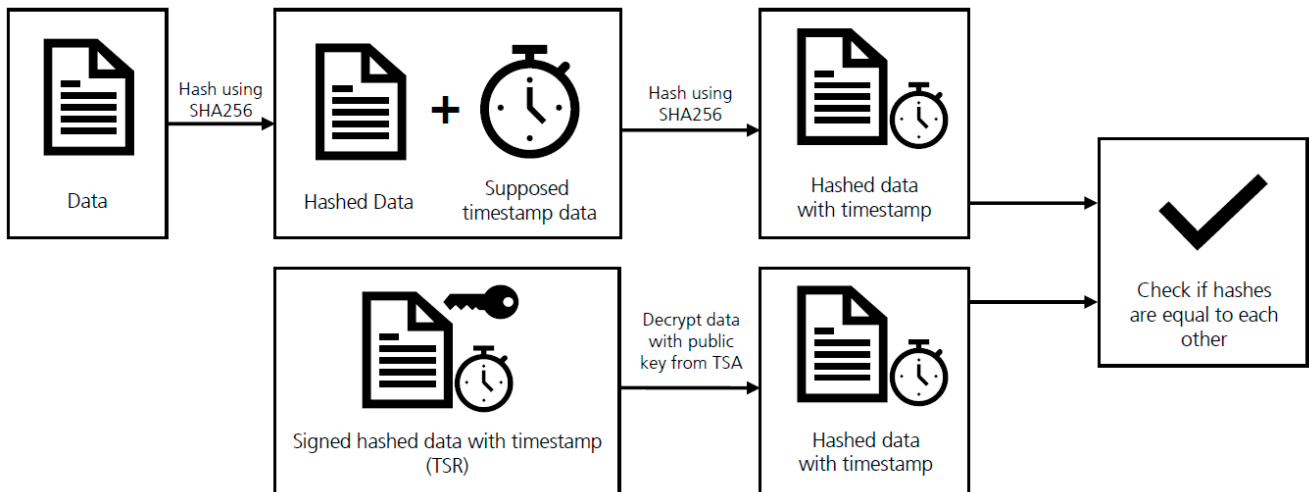 Data
Hash using
SHA256
Hashed Data
+
Supposed
timestamp data
Hash using
SHA256
Hashed data
with timestamp
Signed hashed data with timestamp
(TSR)
Decrypt data
with public
key from TSA
Hashed data
with timestamp
Check if hashes
are equal to each
other